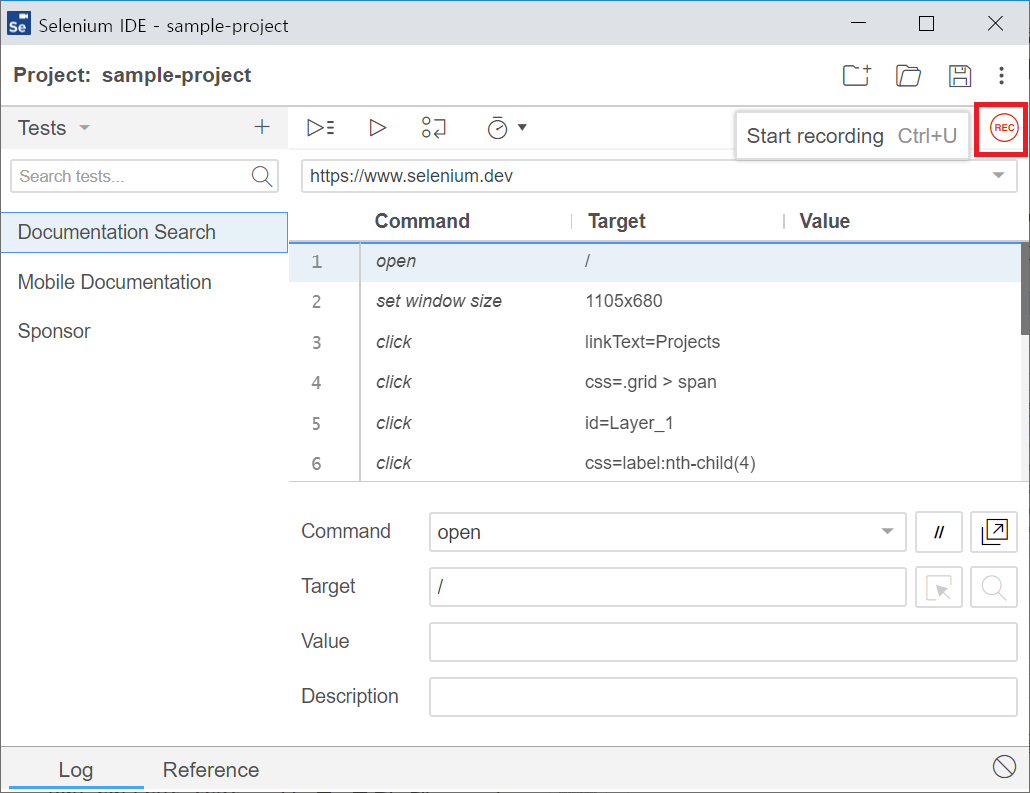 Se Selenium IDE - sample-project
Project: sample-project
Tests
Start recording Ctrl+U
REC
Search tests...
https://www.selenium.dev
Command Target Value
Documentation Search
Mobile Documentation
Sponsor
1 open /
2 set window size 1105x680
3 click linkText=Projects
4 click css=.grid > span
5 click id=Layer_1
6 click css=label:nth-child(4)
Command open //
Target /
Value
Description
Log Reference